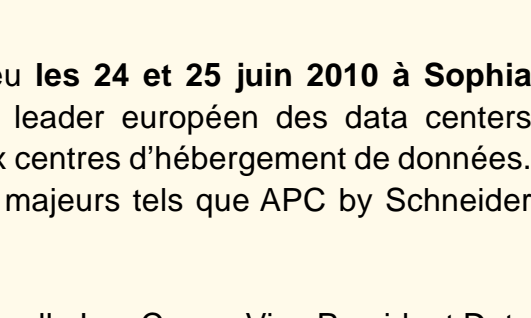 eu les 24 et 25 juin 2010 à Sophia
leader européen des data centers
x centres d’hébergement de données.
majeurs tels que APC by Schneider